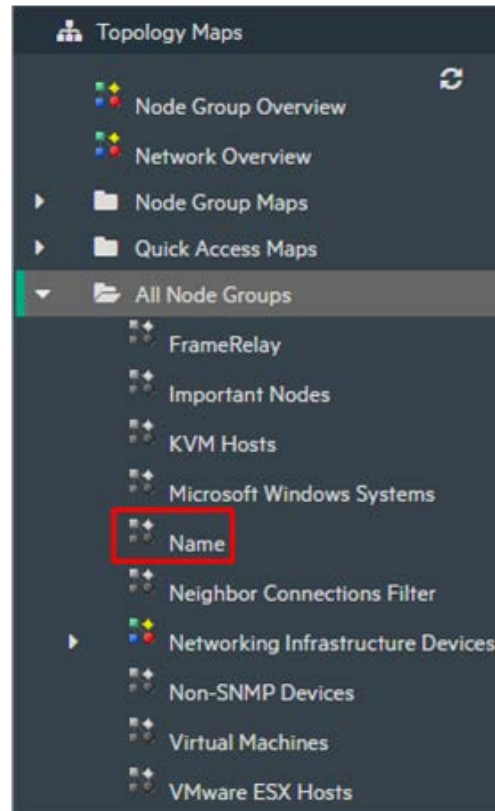 Topology Maps
Node Group Overview
Network Overview
Node Group Maps
Quick Access Maps
All Node Groups
FrameRelay
Important Nodes
KVM Hosts
Microsoft Windows Systems
Name
Neighbor Connections Filter
Networking Infrastructure Devices
Non-SNMP Devices
Virtual Machines
VMware ESX Hosts